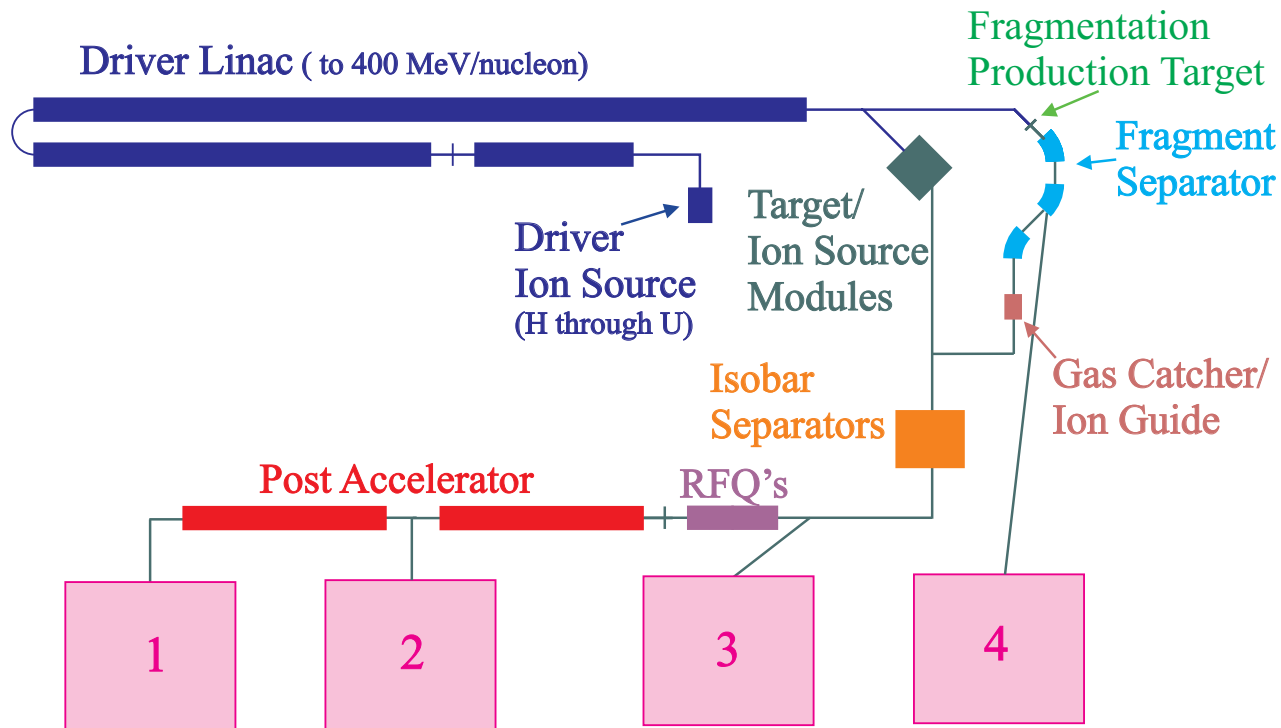 Fragmentation
Production Target
Driver Linac ( to 400 MeV/nucleon)
Fragment
Separator
Target/
Ion Source
Modules
Driver
Ion Source
(H through U)
Gas Catcher/
Ion Guide
Isobar
Separators
Post Accelerator
RFQ’s
1
2
3
4